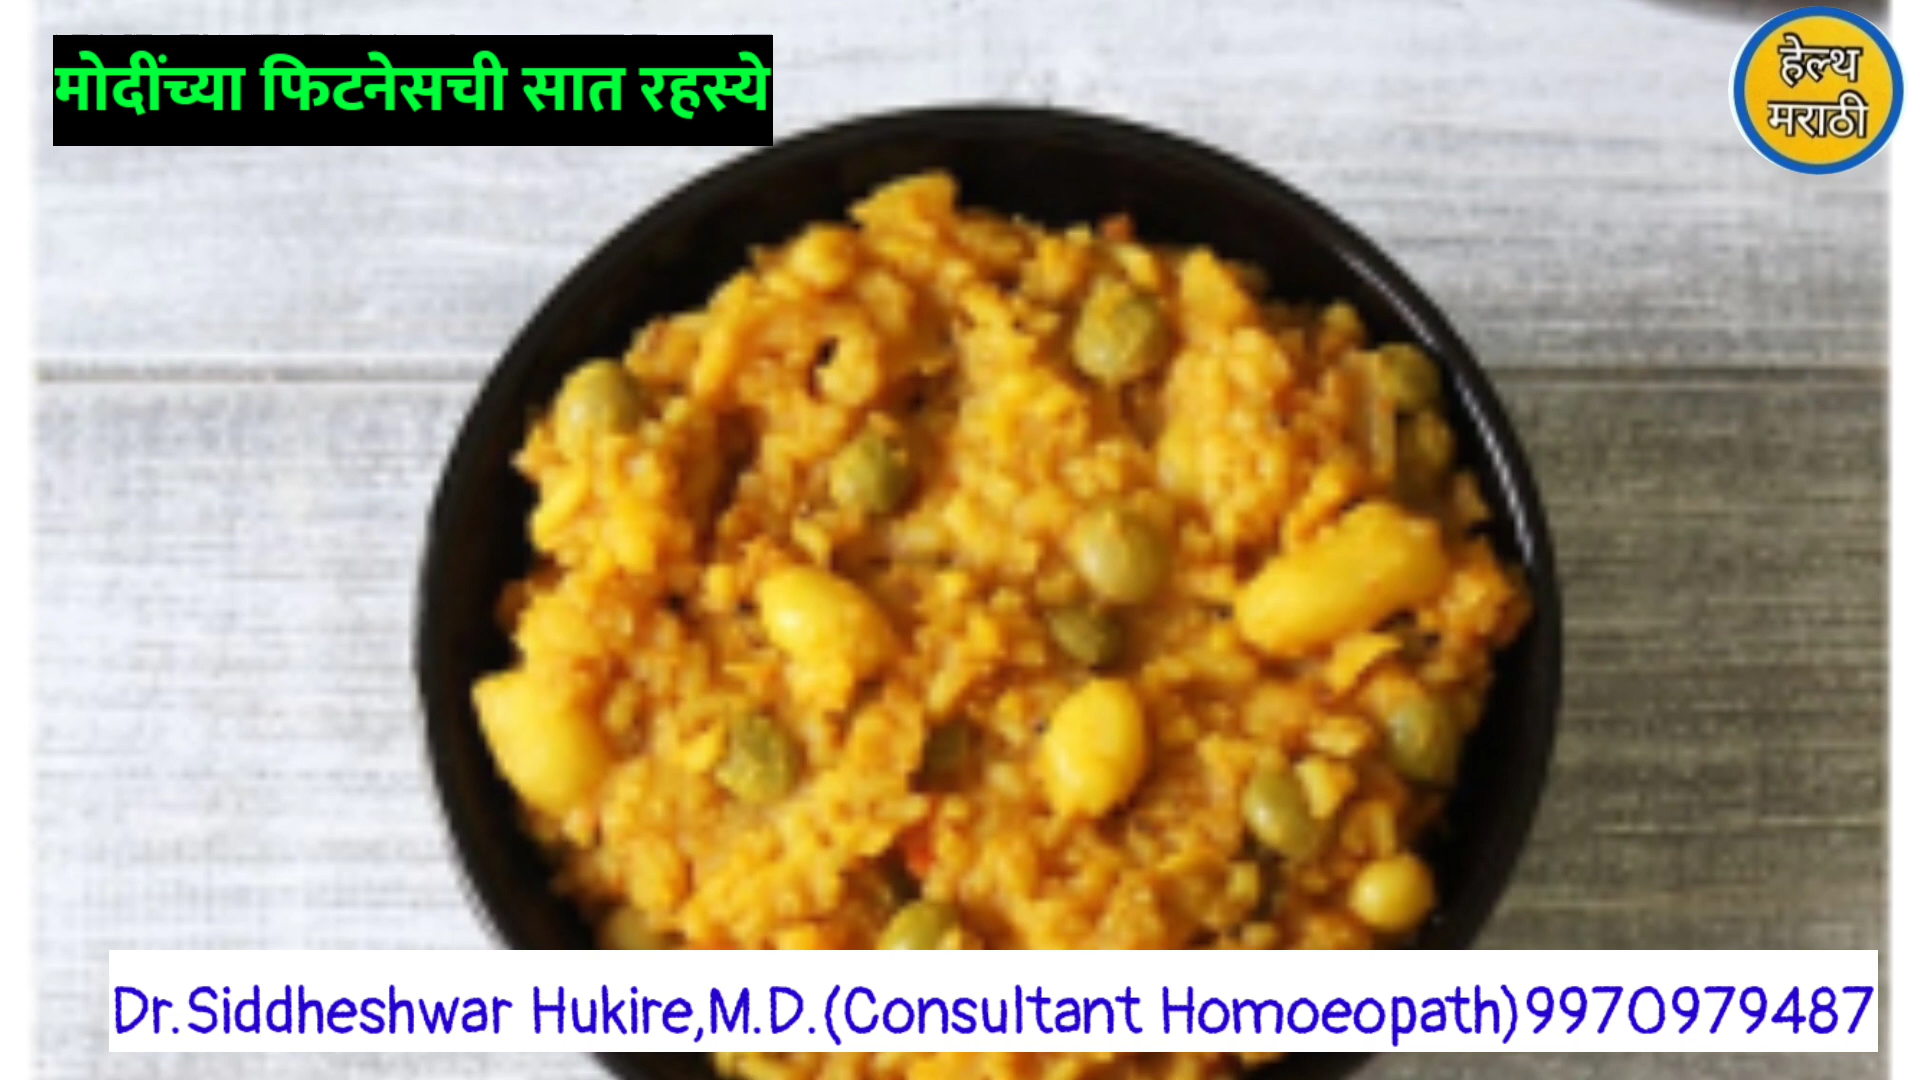 मोदींच्या फिटनेसची सात रहस्ये
हेल्थ
मराठी
Dr.Siddheshwar Hukire,M.D.(Consultant Homoeopath)9970979487